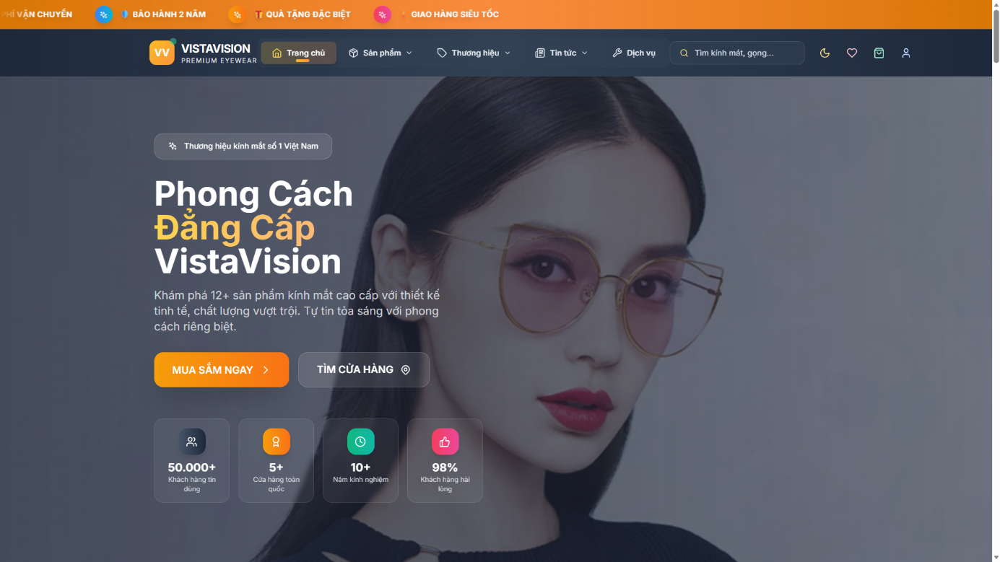 PHÍ VẬN CHUYỂN
BẢO HÀNH 2 NĂM
QUÀ TẶNG ĐẶC BIỆT
GIAO HÀNG SIÊU TỐC
VV
VISTAVISION
PREMIUM EYEWEAR
Trang chủ
Sản phẩm
Thương hiệu
Tin tức
Dịch vụ
Tìm kính mát, gọng...
Thương hiệu kính mắt số 1 Việt Nam
Phong Cách
Đẳng Cấp
VistaVision
Khám phá 12+ sản phẩm kính mắt cao cấp với thiết kế
tinh tế, chất lượng vượt trội. Tự tin tỏa sáng với phong
cách riêng biệt.
MUA SẮM NGAY
TÌM CỬA HÀNG
50.000+
Khách hàng tin
dùng
5+
Cửa hàng toàn
quốc
10+
Năm kinh nghiệm
98%
Khách hàng hài
lòng